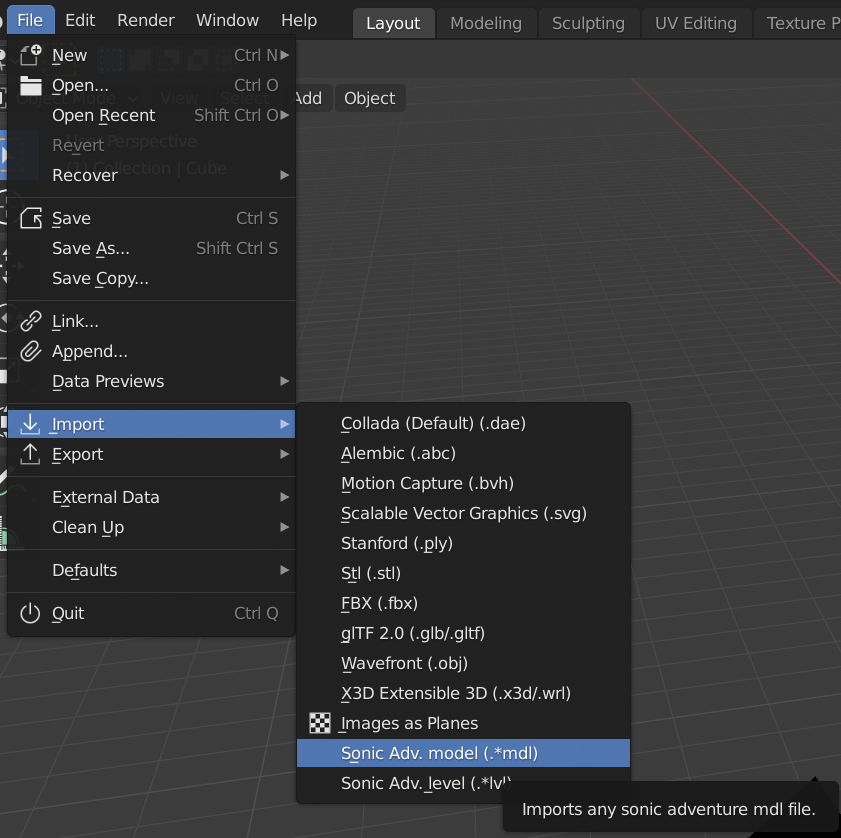 File Edit Render Window Help Layout Modeling Sculpting UV Editing Texture P
New Ctrl N
Open... Ctrl O
Object Mode View Select Add Object
Open Recent Shift Ctrl O
Revert
User Perspective
(1) Collection | Cube
Recover
Save Ctrl S
Save As... Shift Ctrl S
Save Copy...
Link...
Append...
Data Previews
Import
Export
External Data
Clean Up
Defaults
Quit Ctrl Q
Collada (Default) (.dae)
Alembic (.abc)
Motion Capture (.bvh)
Scalable Vector Graphics (.svg)
Stanford (.ply)
Stl (.stl)
FBX (.fbx)
glTF 2.0 (.glb/.gltf)
Wavefront (.obj)
X3D Extensible 3D (.x3d/.wrl)
Images as Planes
Sonic Adv. model (.*mdl)
Sonic Adv. level (.*lvl)
Imports any sonic adventure mdl file.